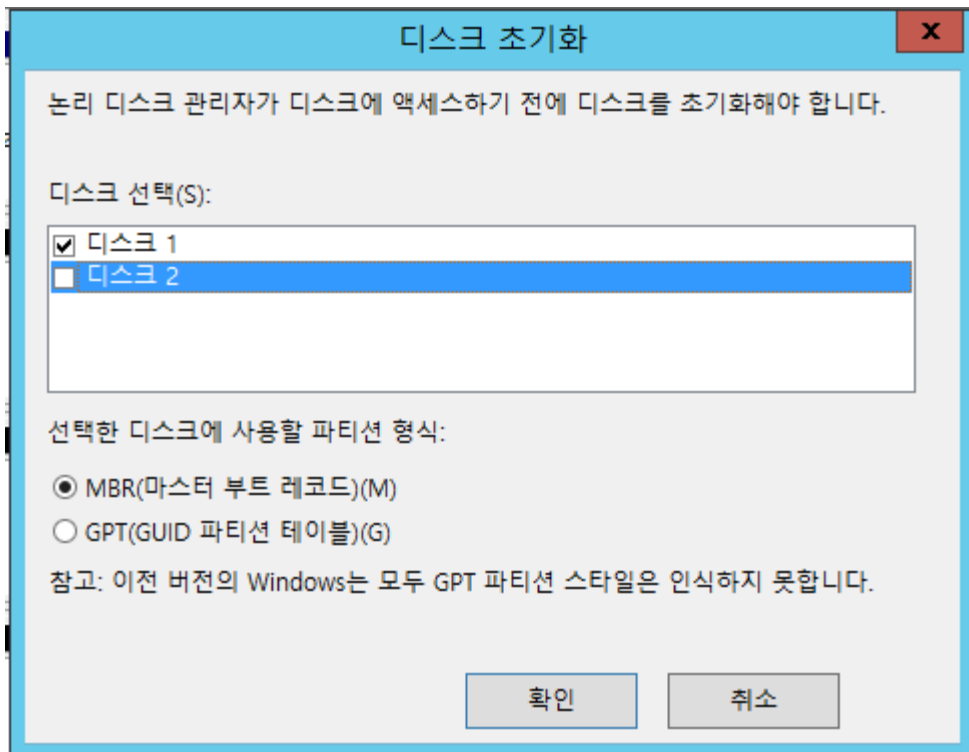 디스크 초기화
논리 디스크 관리자가 디스크에 액세스하기 전에 디스크를 초기화해야 합니다.
디스크 선택(S):
디스크 1
디스크 2
선택한 디스크에 사용할 파티션 형식:
MBR(마스터 부트 레코드)(M)
GPT(GUID 파티션 테이블)(G)
참고: 이전 버전의 Windows는 모두 GPT 파티션 스타일은 인식하지 못합니다.
확인
취소